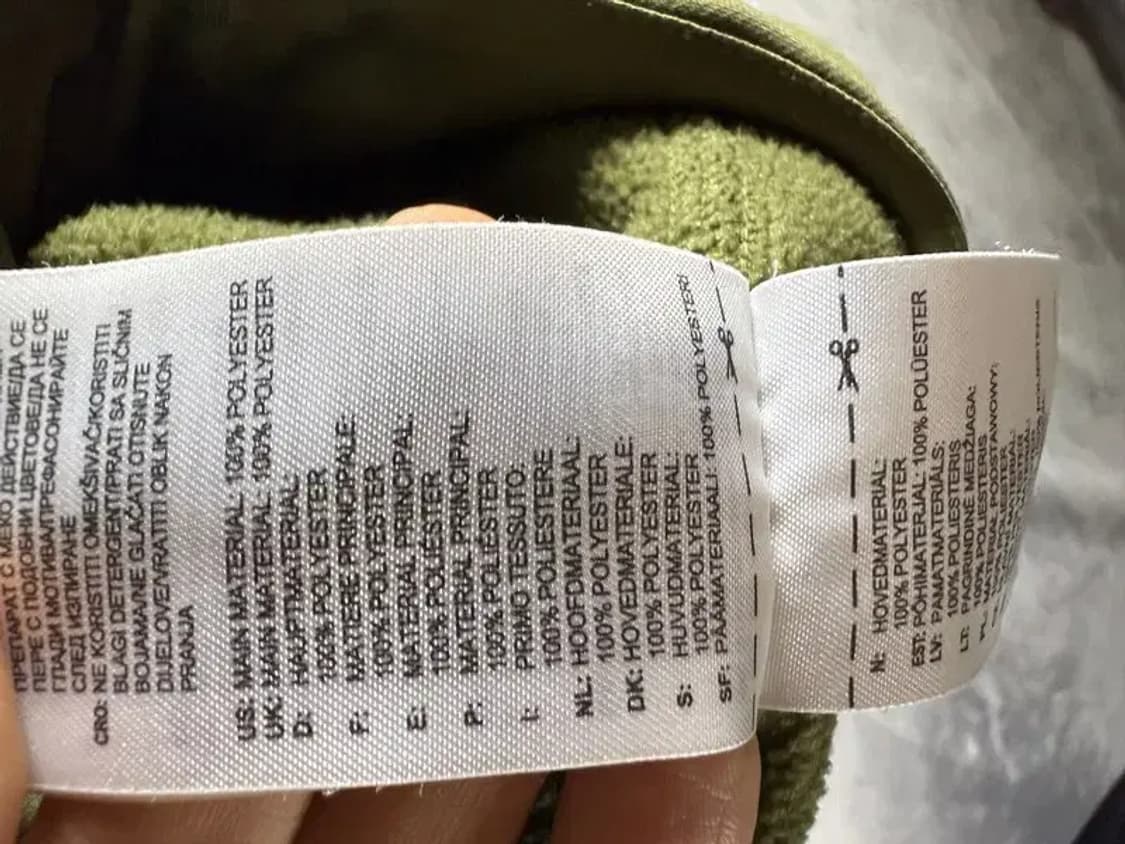 ПРЕПАРАТ С МЕКО ДЕЙСТВИЕ/ДА СЕ
ПЕРЕ С ПОДОБНИ ЦВЕТОВЕ/ДА НЕ СЕ
ГЛАДИ МОТИВА/ПРЕФАСОНИРАЙТЕ
СЛЕД ИЗПИРАНЕ
CRO: NE KORISTITI OMEKŠIVAČ/KORISTITI
BLAGI DETERGENT/PRATI SA SLIČNIM
BOJAMA/NE GLAČATI OTISNUTE
DIJELOVE/VRATITI OBLIK NAKON
PRANJA
US: MAIN MATERIAL: 100% POLYESTER
UK: MAIN MATERIAL: 100% POLYESTER
D: HAUPTMATERIAL
100% POLYESTER
F: MATIERE PRINCIPALE:
100% POLYESTER
E: MATERIAL PRINCIPAL:
100% POLIÉSTER
P: MATERIAL PRINCIPAL:
100% POLIÉSTER
I: PRIMO TESSUTO:
100% POLIESTERE
NL: HOOFDMATERIAAL:
100% POLYESTER
DK: HOVEDMATERIALE:
100% POLYESTER
S: HUVUDMATERIAL:
100% POLYESTER
SF: PÄÄMATERIAALI: 100% POLYESTERI
N: HOVEDMATERIAL:
100% POLYESTER
EST: PÕHIMATERJAL: 100% POLÜESTER
LV: PAMATMATERIĀLS:
100% POLIESTERIS
LT: PAGRINDINĖ MEDŽIAGA:
100% POLIESTERIS
PL: MATERIAŁ PODSTAWOWY: